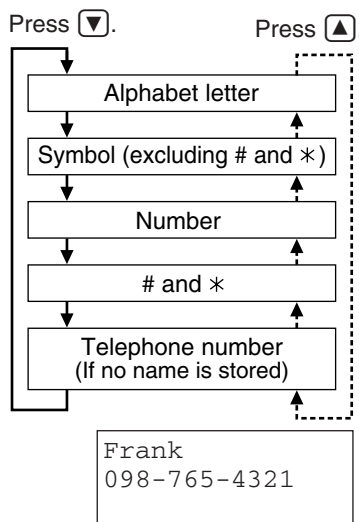 Press ▼.
Press ▲
Alphabet letter
Symbol (excluding # and ✳)
Number
# and ✳
Telephone number
(If no name is stored)
Frank
098-765-4321